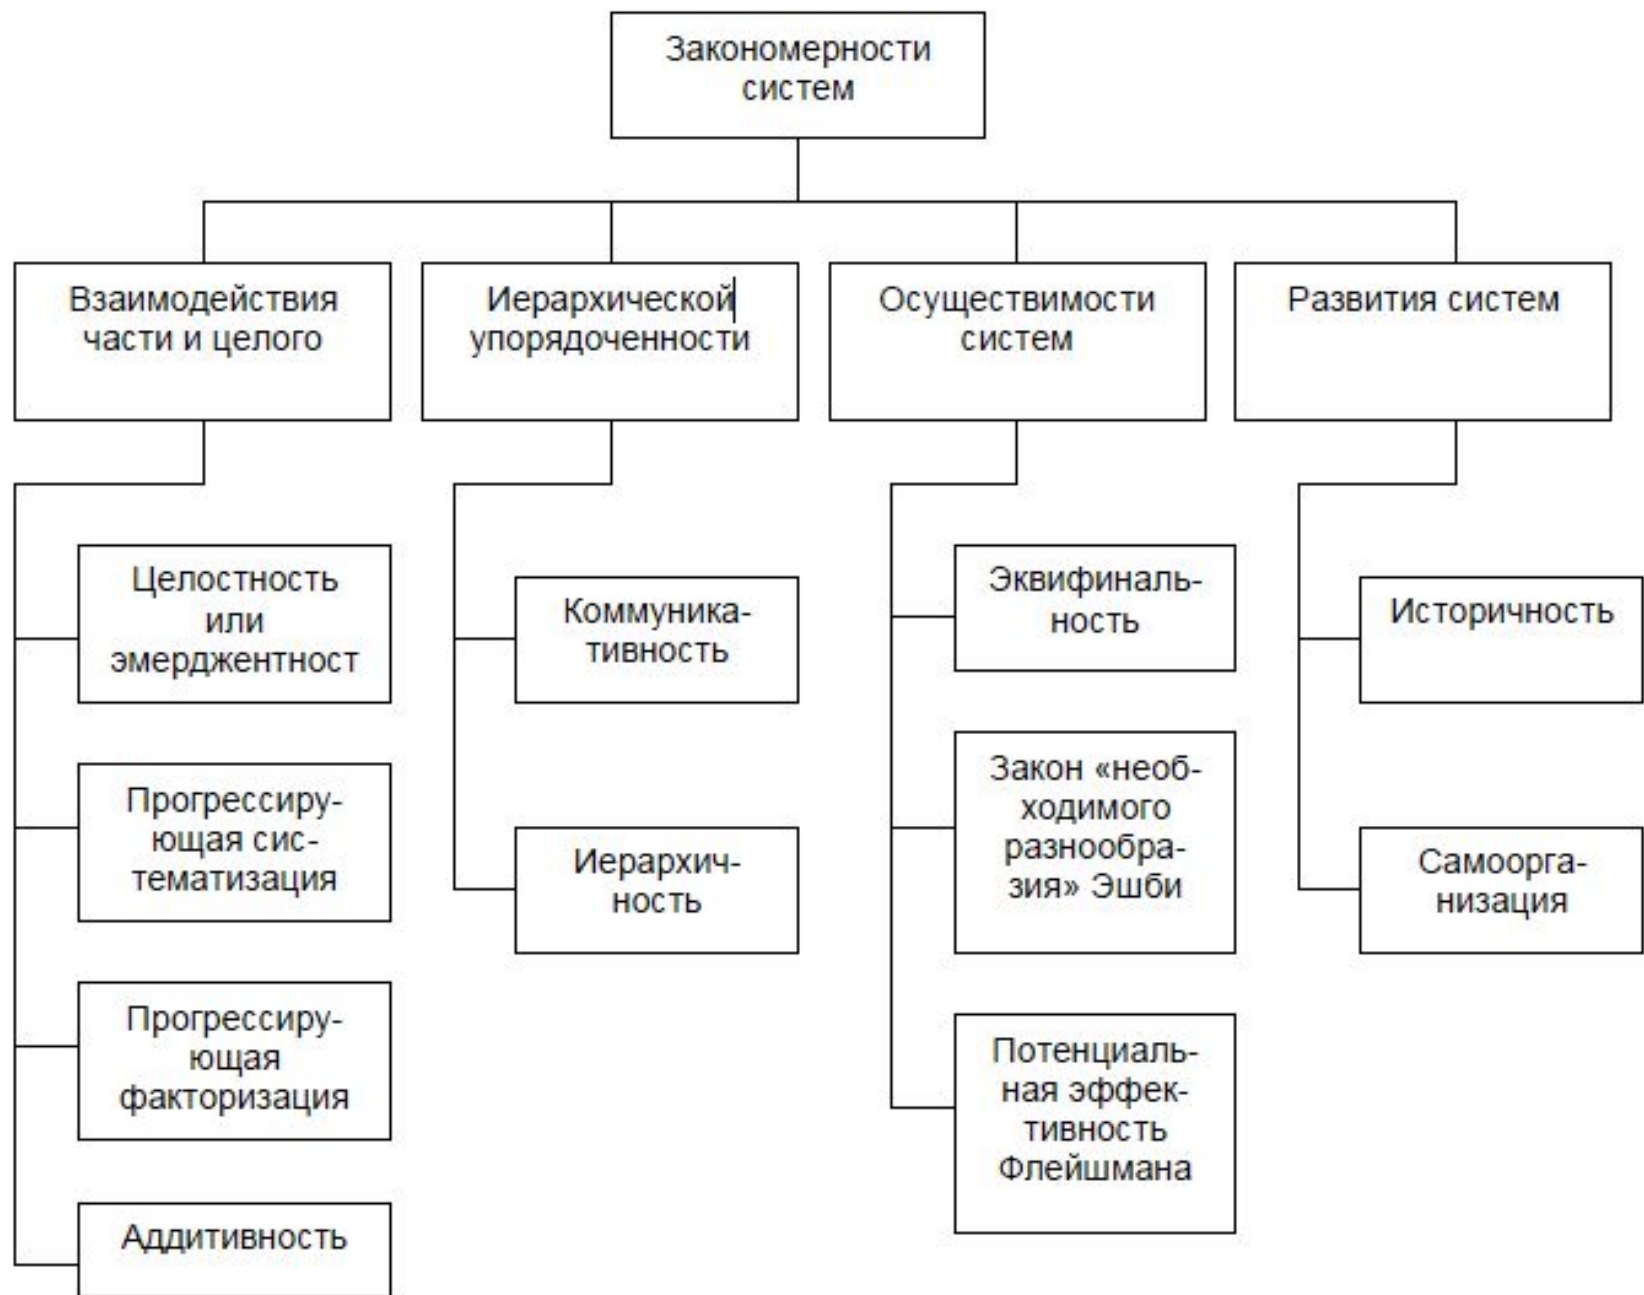 Закономерности
систем
Взаимодействия
части и целого
Иерархической
упорядоченности
Осуществимости
систем
Развития систем
Целостность
или
эмерджентност
Прогрессиру-
ющая сис-
тематизация
Прогрессиру-
ющая
факторизация
Аддитивность
Коммуника-
тивность
Иерархич-
ность
Эквифиналь-
ность
Закон «необ-
ходимого
разнообра-
зия» Эшби
Потенциаль-
ная эффек-
тивность
Флейшмана
Историчность
Самоорга-
низация